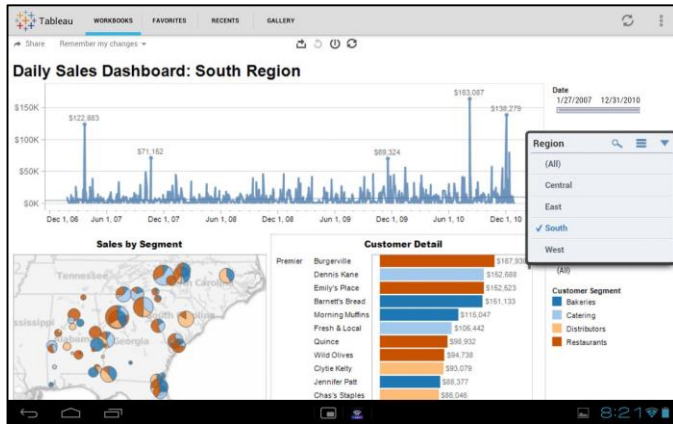 Tableau WORKBOOKS FAVORITES RECENTS GALLERY
Share Remember my changes
Daily Sales Dashboard: South Region
Date
1/27/2007 12/31/2010
$150K
$100K
$50K
$0K
$122,883
$71,162
$89,324
$163,087
$138,279
Dec 1, 06 Jun 1, 07 Dec 1, 07 Jun 1, 08 Dec 1, 08 Jun 1, 09 Dec 1, 09 Jun 1, 10 Dec 1, 10
Region
(All)
Central
East
South
West
(All)
Customer Segment
Bakeries
Catering
Distributors
Restaurants
Sales by Segment
Tennessee
South Carolina
Alabama
Georgia
Customer Detail
Premier Burgerville
Dennis Kane $152,688
Emily's Place $152,623
Barnett's Bread $151,133
Morning Muffins $115,047
Fresh & Local $106,442
Quince $98,932
Wild Olives $94,738
Clytie Kelty $93,079
Jennifer Patt $88,377
Chas's Staples $86,046
8:21